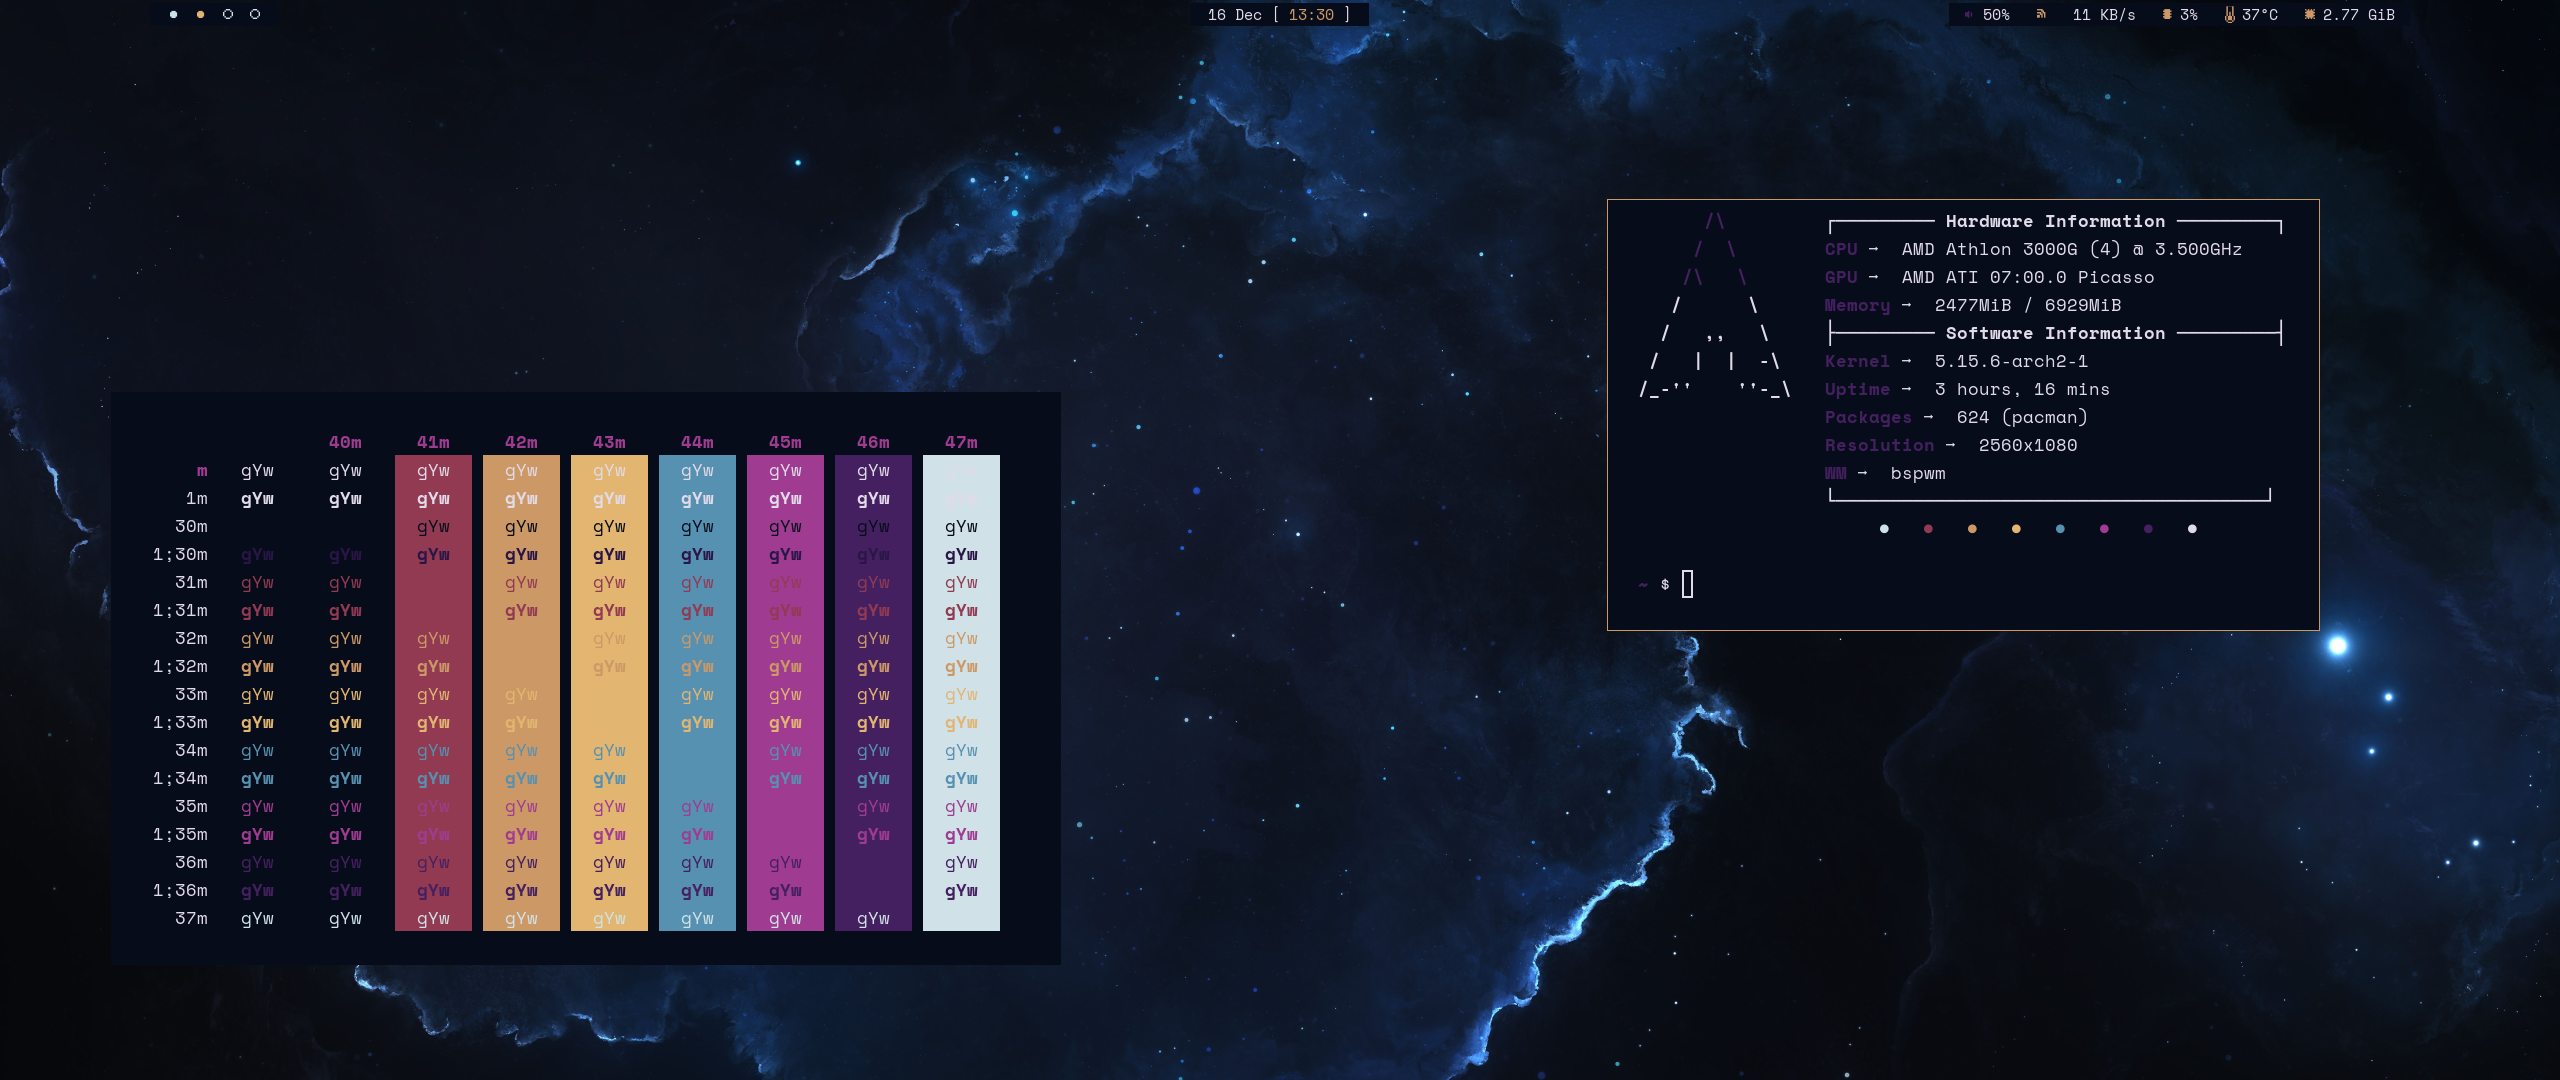 16 Dec [ 13:30 ]
50% 11 KB/s 3% 37°C 2.77 GiB
40m 41m 42m 43m 44m 45m 46m 47m
m gYw gYw gYw gYw gYw gYw gYw gYw
1m gYw gYw gYw gYw gYw gYw gYw gYw
30m gYw gYw gYw gYw gYw gYw gYw
1;30m gYw gYw gYw gYw gYw gYw gYw gYw gYw
31m gYw gYw gYw gYw gYw gYw gYw gYw
1;31m gYw gYw gYw gYw gYw gYw gYw gYw
32m gYw gYw gYw gYw gYw gYw gYw gYw
1;32m gYw gYw gYw gYw gYw gYw gYw gYw
33m gYw gYw gYw gYw gYw gYw gYw gYw
1;33m gYw gYw gYw gYw gYw gYw gYw gYw
34m gYw gYw gYw gYw gYw gYw gYw gYw
1;34m gYw gYw gYw gYw gYw gYw gYw gYw
35m gYw gYw gYw gYw gYw gYw gYw gYw
1;35m gYw gYw gYw gYw gYw gYw gYw gYw
36m gYw gYw gYw gYw gYw gYw gYw gYw
1;36m gYw gYw gYw gYw gYw gYw gYw gYw
37m gYw gYw gYw gYw gYw gYw gYw gYw
Hardware Information
CPU → AMD Athlon 3000G (4) @ 3.500GHz
GPU → AMD ATI 07:00.0 Picasso
Memory → 2477MiB / 6929MiB
Software Information
Kernel → 5.15.6-arch2-1
Uptime → 3 hours, 16 mins
Packages → 624 (pacman)
Resolution → 2560x1080
WM → bspwm
~ $